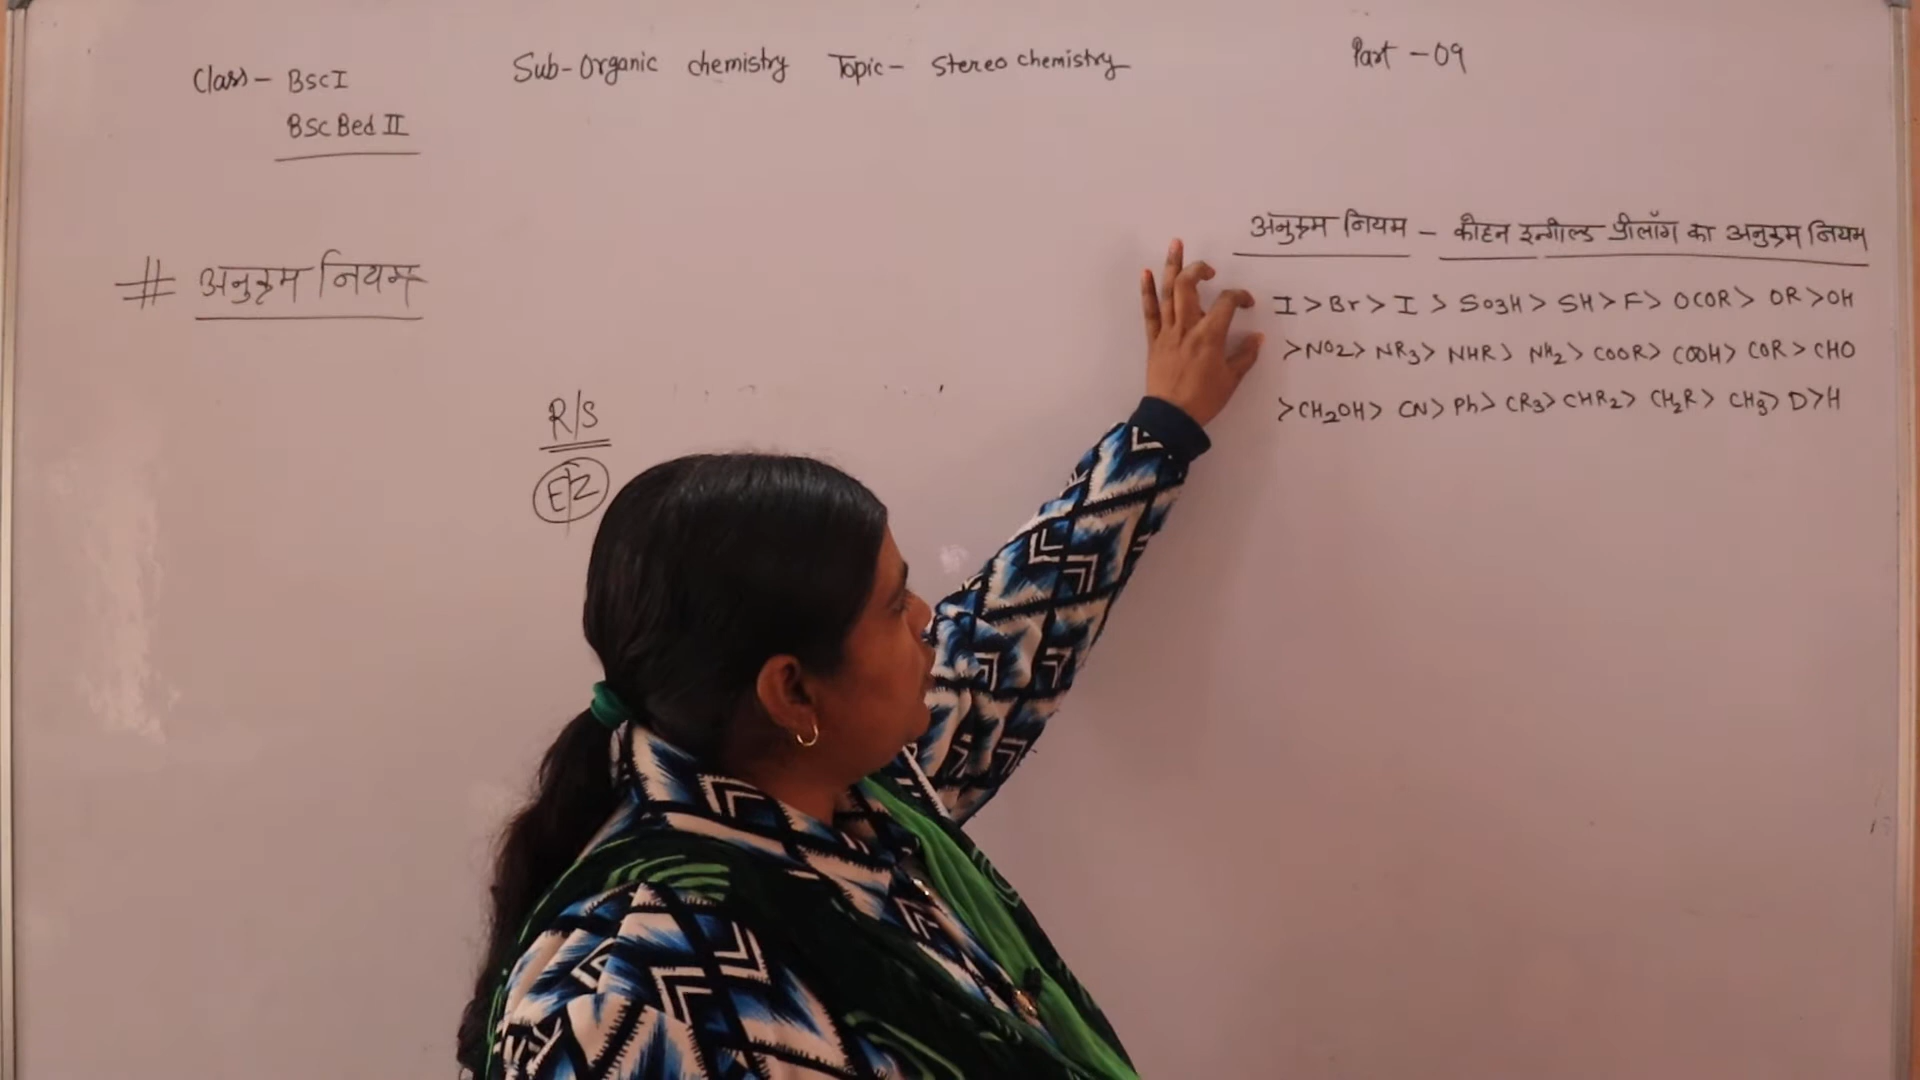 Class - BSc I
BSc Bed II
Sub - Organic chemistry Topic - Stereo chemistry
Part - 09
# अनुक्रम नियम
R/S
E/Z
अनुक्रम नियम - कोहन इन्गोल्ड प्रीलॉग का अनुक्रम नियम
I > Br > I > SO3H > SH > F > OCOR > OR > OH
> NO2 > NR3 > NHR > NH2 > COOR > COOH > COR > CHO
> CH2OH > CN > Ph > CR3 > CHR2 > CH2R > CH3 > D > H